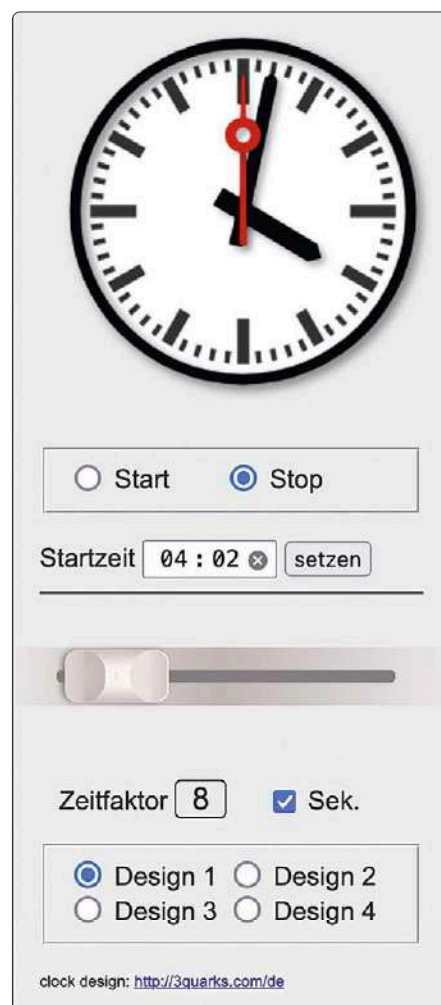 Start Stop
Startzeit 04:02 setzen
Zeitfaktor 8 Sek.
Design 1 Design 2
Design 3 Design 4
clock design: http://3quarks.com/de